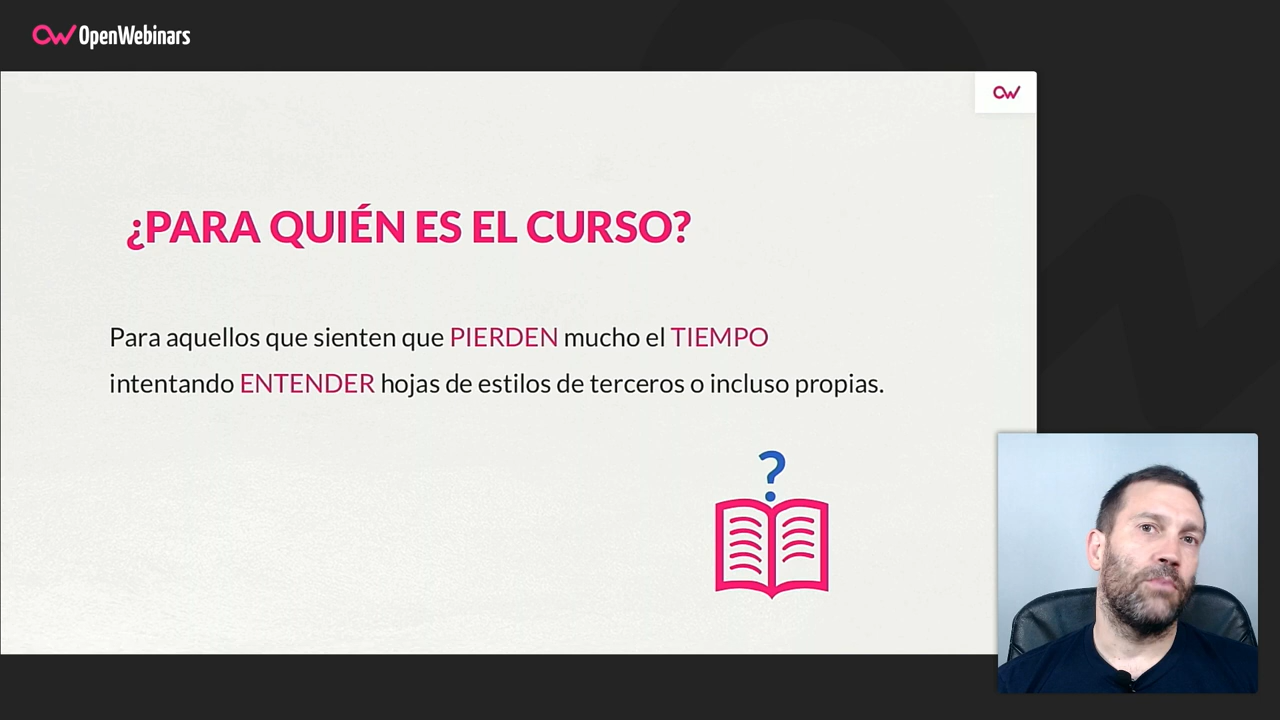 OpenWebinars
¿PARA QUIÉN ES EL CURSO?
Para aquellos que sienten que PIERDEN mucho el TIEMPO
intentando ENTENDER hojas de estilos de terceros o incluso propias.
?